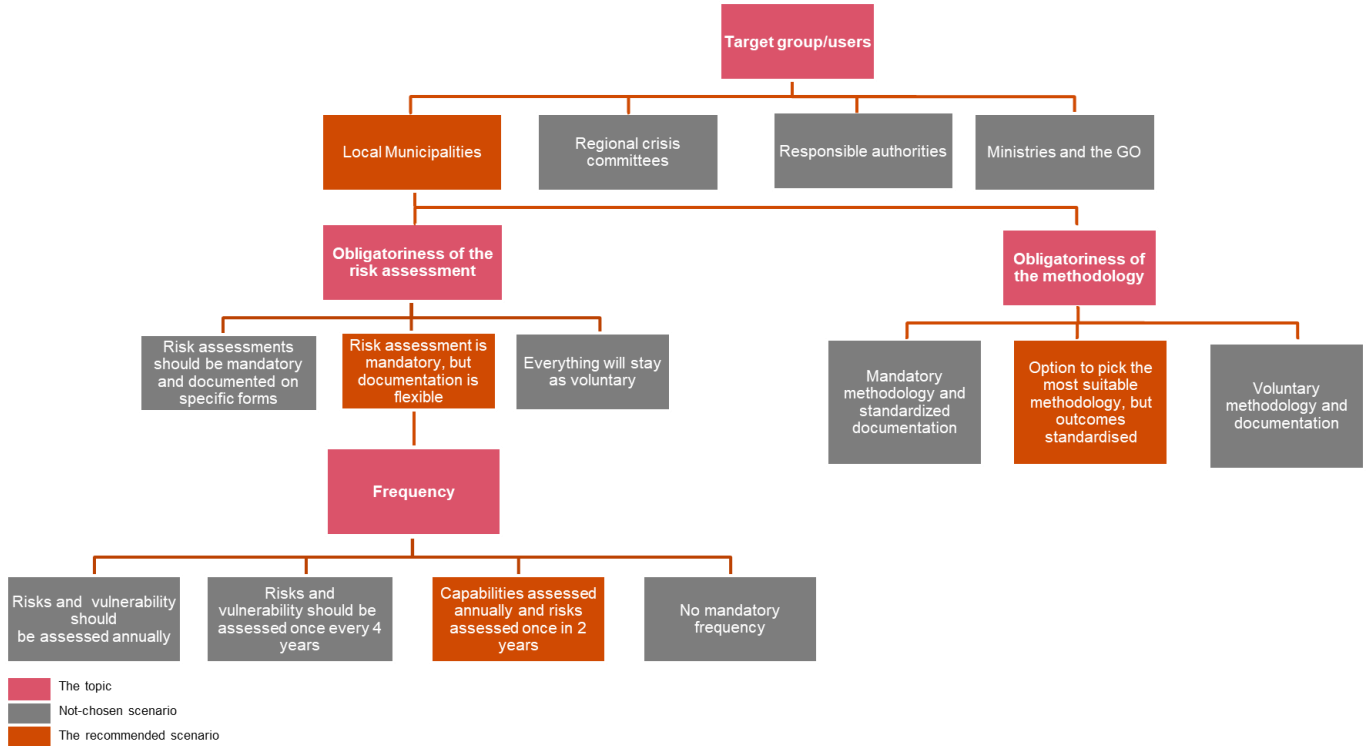 Target group/users
Local Municipalities
Regional crisis
committees
Responsible authorities
Ministries and the GO
Obligatoriness of the
risk assessment
Obligatoriness of
the methodology
Risk assessments
should be mandatory
and documented on
specific forms
Risk assessment is
mandatory, but
documentation is
flexible
Everything will stay
as voluntary
Mandatory
methodology and
standardized
documentation
Option to pick the
most suitable
methodology, but
outcomes
standardised
Voluntary
methodology and
documentation
Frequency
Risks and vulnerability
should
be assessed annually
Risks and
vulnerability should be
assessed once every 4
years
Capabilities assessed
annually and risks
assessed once in 2
years
No mandatory
frequency
The topic
Not-chosen scenario
The recommended scenario